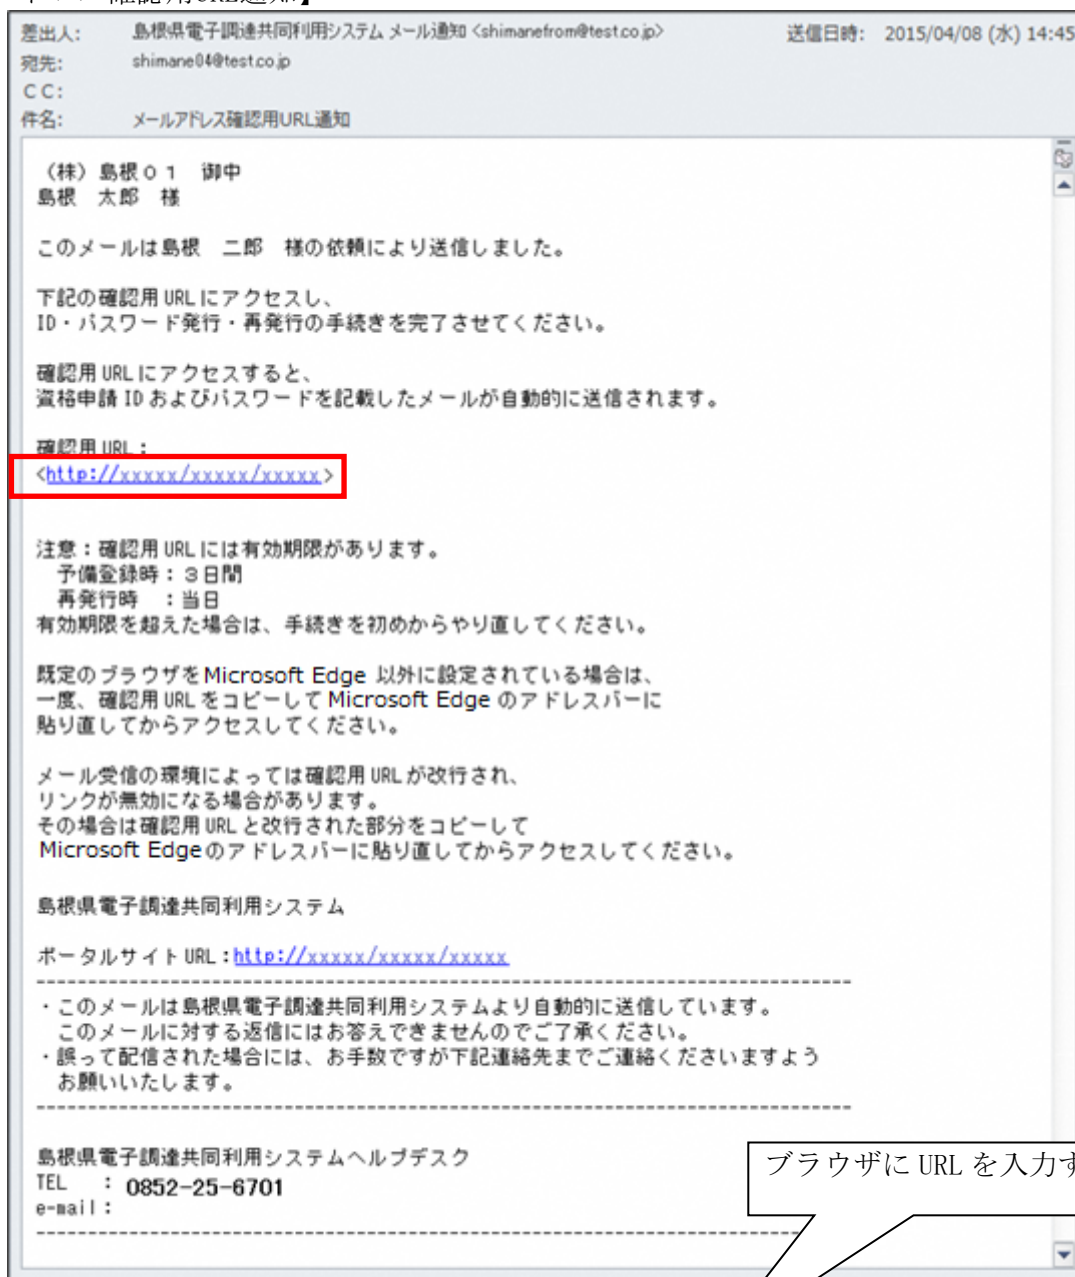 確認用URL通知】
差出人： 島根県電子調達共同利用システム メール通知 <shimanefrom@test.co.jp> 送信日時： 2015/04/08 (水) 14:45
宛先： shimane04@test.co.jp
CC：
件名： メールアドレス確認用URL通知
（株）島根０１　御中
島根　太郎　様
このメールは島根　二郎　様の依頼により送信しました。
下記の確認用URLにアクセスし、
ID・パスワード発行・再発行の手続きを完了させてください。
確認用URLにアクセスすると、
資格申請IDおよびパスワードを記載したメールが自動的に送信されます。
確認用URL：
<http://xxxxx/xxxxx/xxxxx>
注意：確認用URLには有効期限があります。
予備登録時：３日間
再発行時　：当日
有効期限を超えた場合は、手続きを初めからやり直してください。
既定のブラウザをMicrosoft Edge 以外に設定されている場合は、
一度、確認用URLをコピーしてMicrosoft Edge のアドレスバーに
貼り直してからアクセスしてください。
メール受信の環境によっては確認用URLが改行され、
リンクが無効になる場合があります。
その場合は確認用URLと改行された部分をコピーして
Microsoft Edgeのアドレスバーに貼り直してからアクセスしてください。
島根県電子調達共同利用システム
ポータルサイトURL：http://xxxxx/xxxxx/xxxxx
-------------------------------------------------------------------------------
・このメールは島根県電子調達共同利用システムより自動的に送信しています。
このメールに対する返信にはお答えできませんのでご了承ください。
・誤って配信された場合には、お手数ですが下記連絡先までご連絡くださいますよう
お願いいたします。
-------------------------------------------------------------------------------
島根県電子調達共同利用システムヘルプデスク
TEL　： 0852-25-6701
e-mail：
-------------------------------------------------------------------------------
ブラウザに URL を入力す